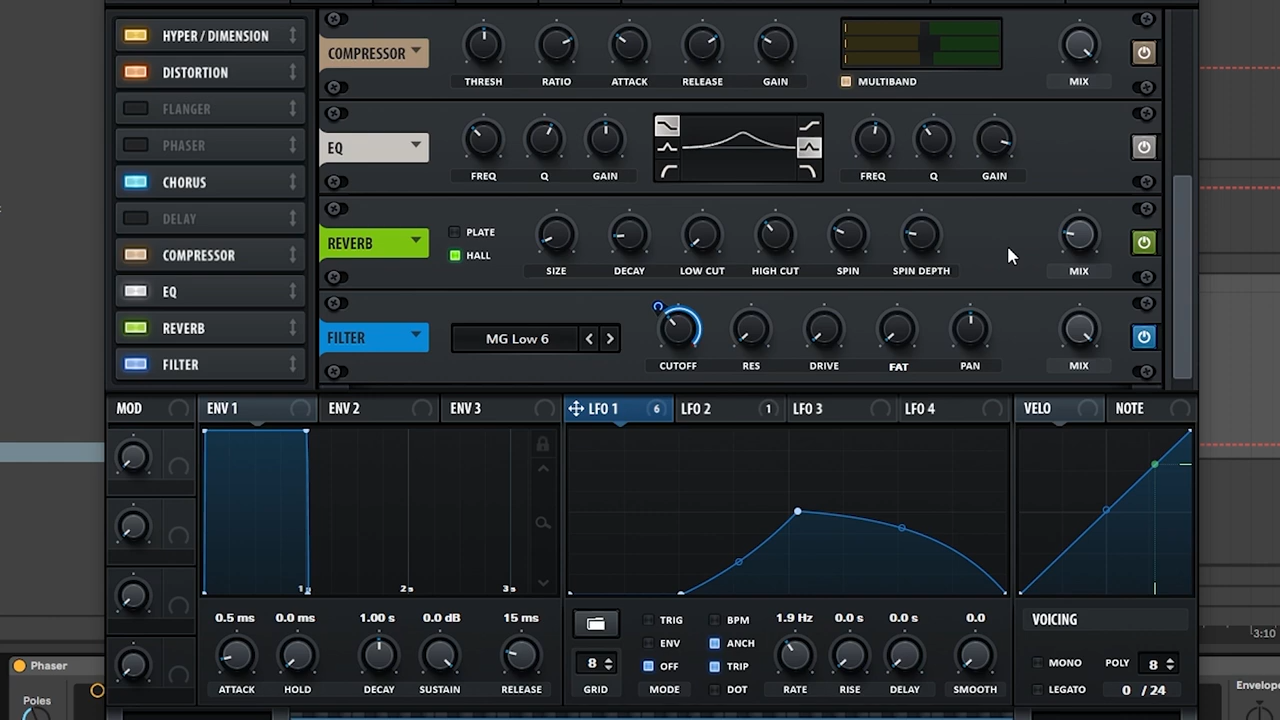 HYPER / DIMENSION
DISTORTION
FLANGER
PHASER
CHORUS
DELAY
COMPRESSOR
EQ
REVERB
FILTER
COMPRESSOR
THRESH RATIO ATTACK RELEASE GAIN
MULTIBAND
MIX
EQ
FREQ Q GAIN
FREQ Q GAIN
REVERB
PLATE
HALL
SIZE DECAY LOW CUT HIGH CUT SPIN SPIN DEPTH
MIX
FILTER
MG Low 6
CUTOFF RES DRIVE FAT PAN
MIX
MOD ENV 1 ENV 2 ENV 3 LFO 1 6 LFO 2 1 LFO 3 LFO 4 VELO NOTE
2s 3s
0.5 ms 0.0 ms 1.00 s 0.0 dB 15 ms
ATTACK HOLD DECAY SUSTAIN RELEASE
8
GRID
TRIG BPM
ENV ANCH
OFF TRIP
MODE DOT
1.9 Hz 0.0 s 0.0 s 0.0
RATE RISE DELAY SMOOTH
VOICING
MONO POLY 8
LEGATO 0 / 24
3:10
Phaser
Poles
Envelope